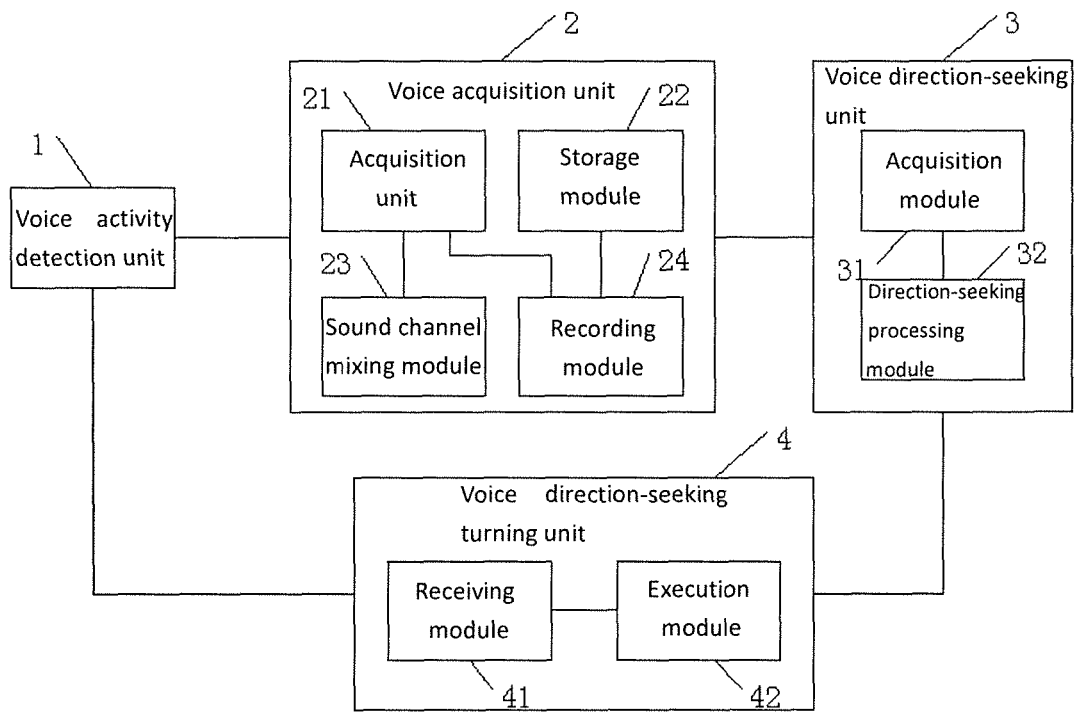 2
3
Voice acquisition unit
Voice direction-seeking
unit
21
22
1
Acquisition
unit
Storage
module
Acquisition
module
Voice activity
detection unit
23
24
31
32
Sound channel
mixing module
Recording
module
Direction-seeking
processing
module
4
Voice direction-seeking
turning unit
Receiving
module
Execution
module
41
42